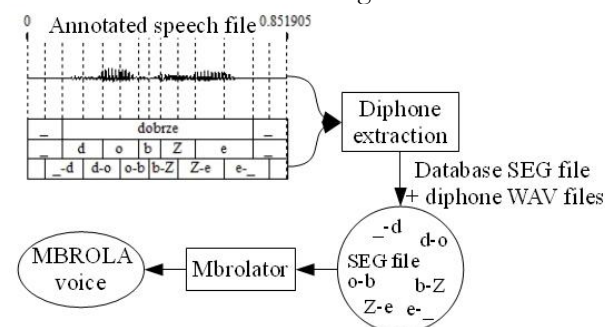 0 Annotated speech file 0.851905
_ dobrze _
_ d o b Z e _
_-d d-o o-b b-Z Z-e e-_
Diphone
extraction
Database SEG file
+ diphone WAV files
_-d
d-o
SEG file
o-b
b-Z
Z-e e-_
Mbrolator
MBROLA
voice